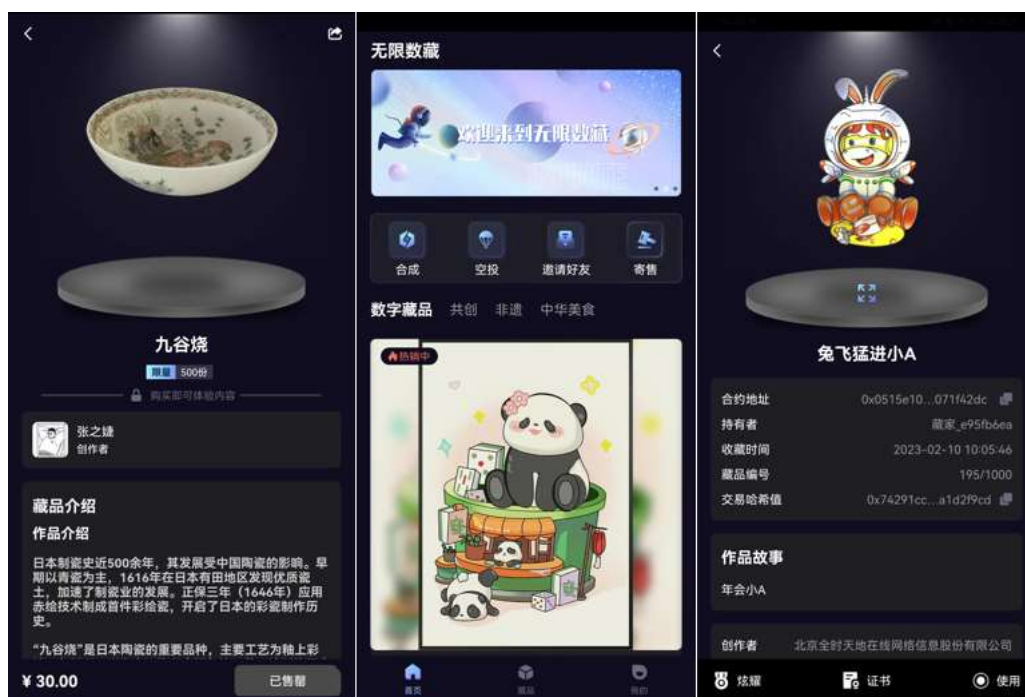 九谷烧
限量 500份
购买即可体验内容
张之婕
创作者
藏品介绍
作品介绍
日本制瓷史近500余年，其发展受中国陶瓷的影响。早
期以青瓷为主，1616年在日本有田地区发现优质瓷
土，加速了制瓷业的发展。正保三年（1646年）应用
赤绘技术制成首件彩绘瓷，开启了日本的彩瓷制作历
史。
“九谷烧”是日本陶瓷的重要品种，主要工艺为釉上彩
¥ 30.00
已售罄
无限数藏
欢迎来到无限数藏
合成 空投 邀请好友 寄售
数字藏品 共创 非遗 中华美食
热销中
首页 藏品 我的
兔飞猛进小A
合约地址 0x0515e10...071f42dc
持有者 藏家_e95fb6ea
收藏时间 2023-02-10 10:05:46
藏品编号 195/1000
交易哈希值 0x74291cc...a1d2f9cd
作品故事
年会小A
创作者 北京全时天地在线网络信息股份有限公司
炫耀 证书 使用